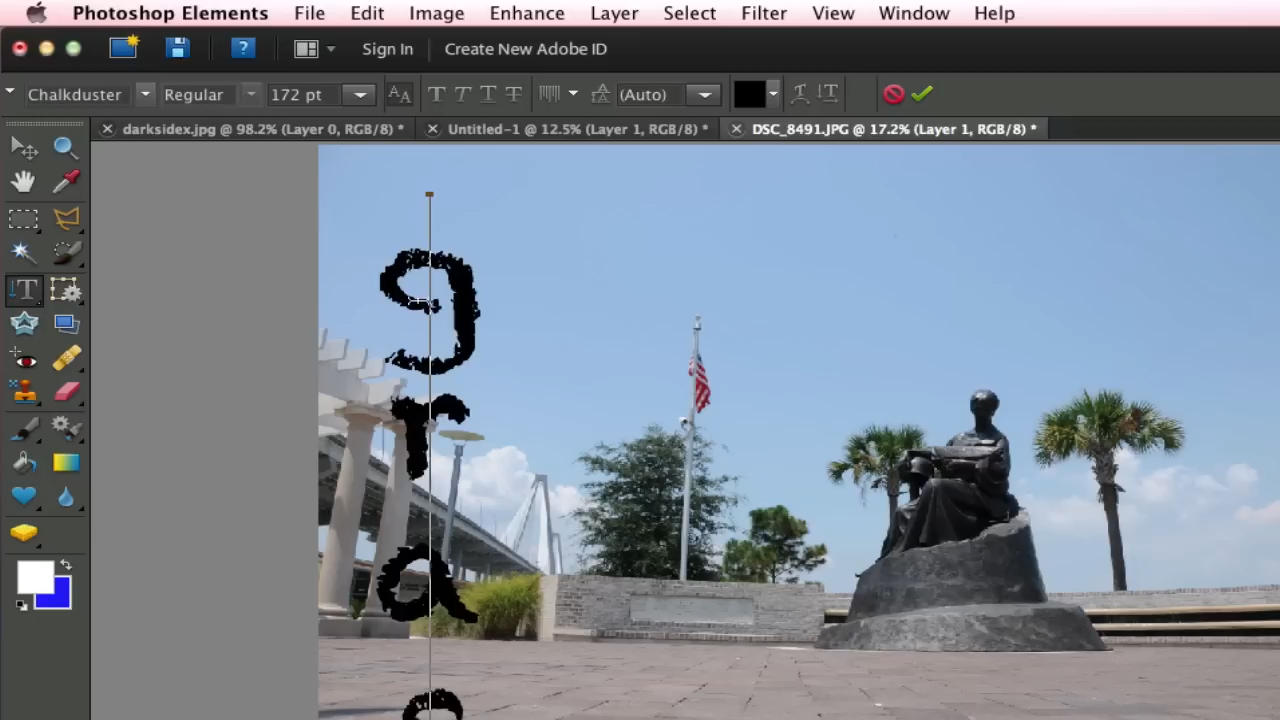 Photoshop Elements File Edit Image Enhance Layer Select Filter View Window Help
? Sign In Create New Adobe ID
Chalkduster Regular 172 pt AA T T T T (Auto) T
darksidex.jpg @ 98.2% (Layer 0, RGB/8) * Untitled-1 @ 12.5% (Layer 1, RGB/8) * DSC_8491.JPG @ 17.2% (Layer 1, RGB/8) *
T
g
r
a